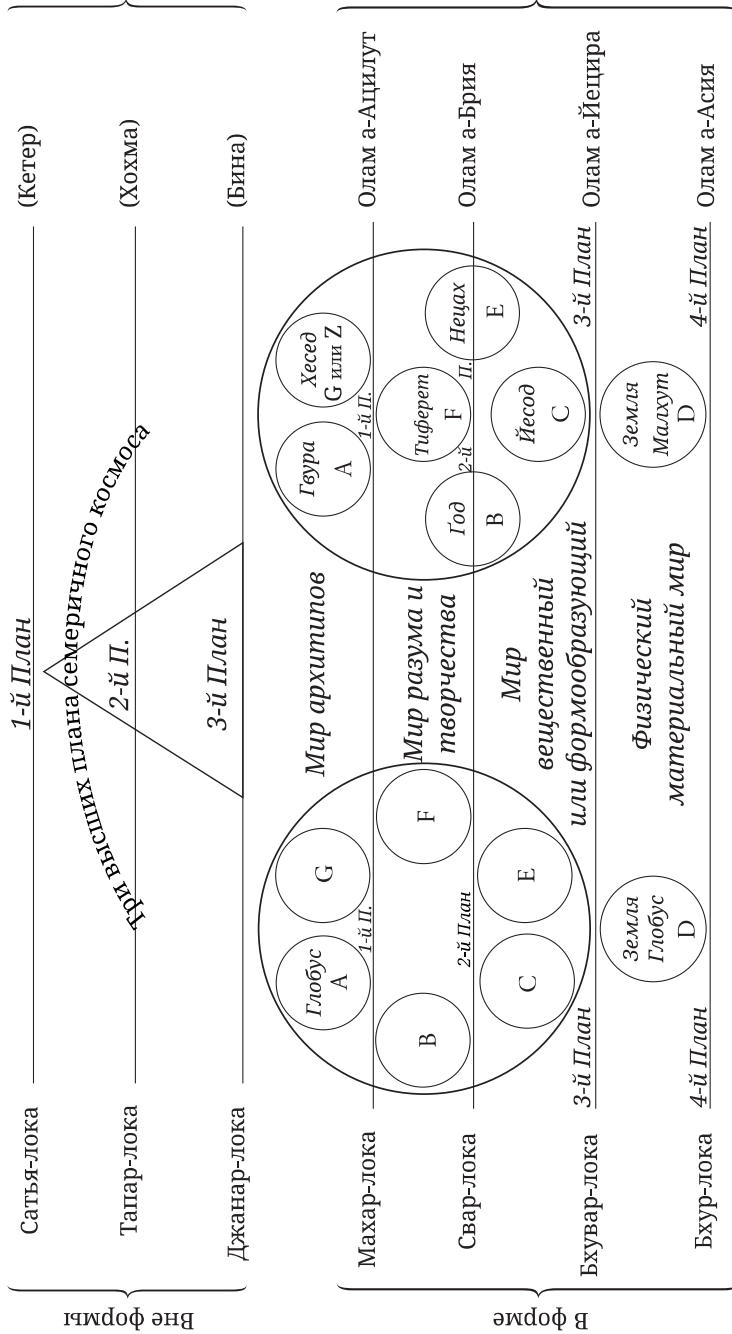 Вне формы
В форме
Сатья-лока
1-й План
(Кетер)
Три высших плана семеричного космоса
Тапар-лока
2-й П.
(Хохма)
Джанар-лока
3-й План
(Бина)
Глобус
A
G
Мир архитипов
Гвура
A
Хесед
G или Z
Махар-лока
1-й П.
1-й П.
Олам а-Ацилут
B
F
Мир разума и
творчества
Тиферет
F
Год
B
Нецах
E
Свар-лока
2-й План
2-й
П.
Олам а-Брия
C
E
Мир
вещественный
или формообразующий
Йесод
C
Бхувар-лока
3-й План
3-й План
Олам а-Йецира
Земля
Глобус
D
Физический
материальный мир
Земля
Малхут
D
Бхур-лока
4-й План
4-й План
Олам а-Асия